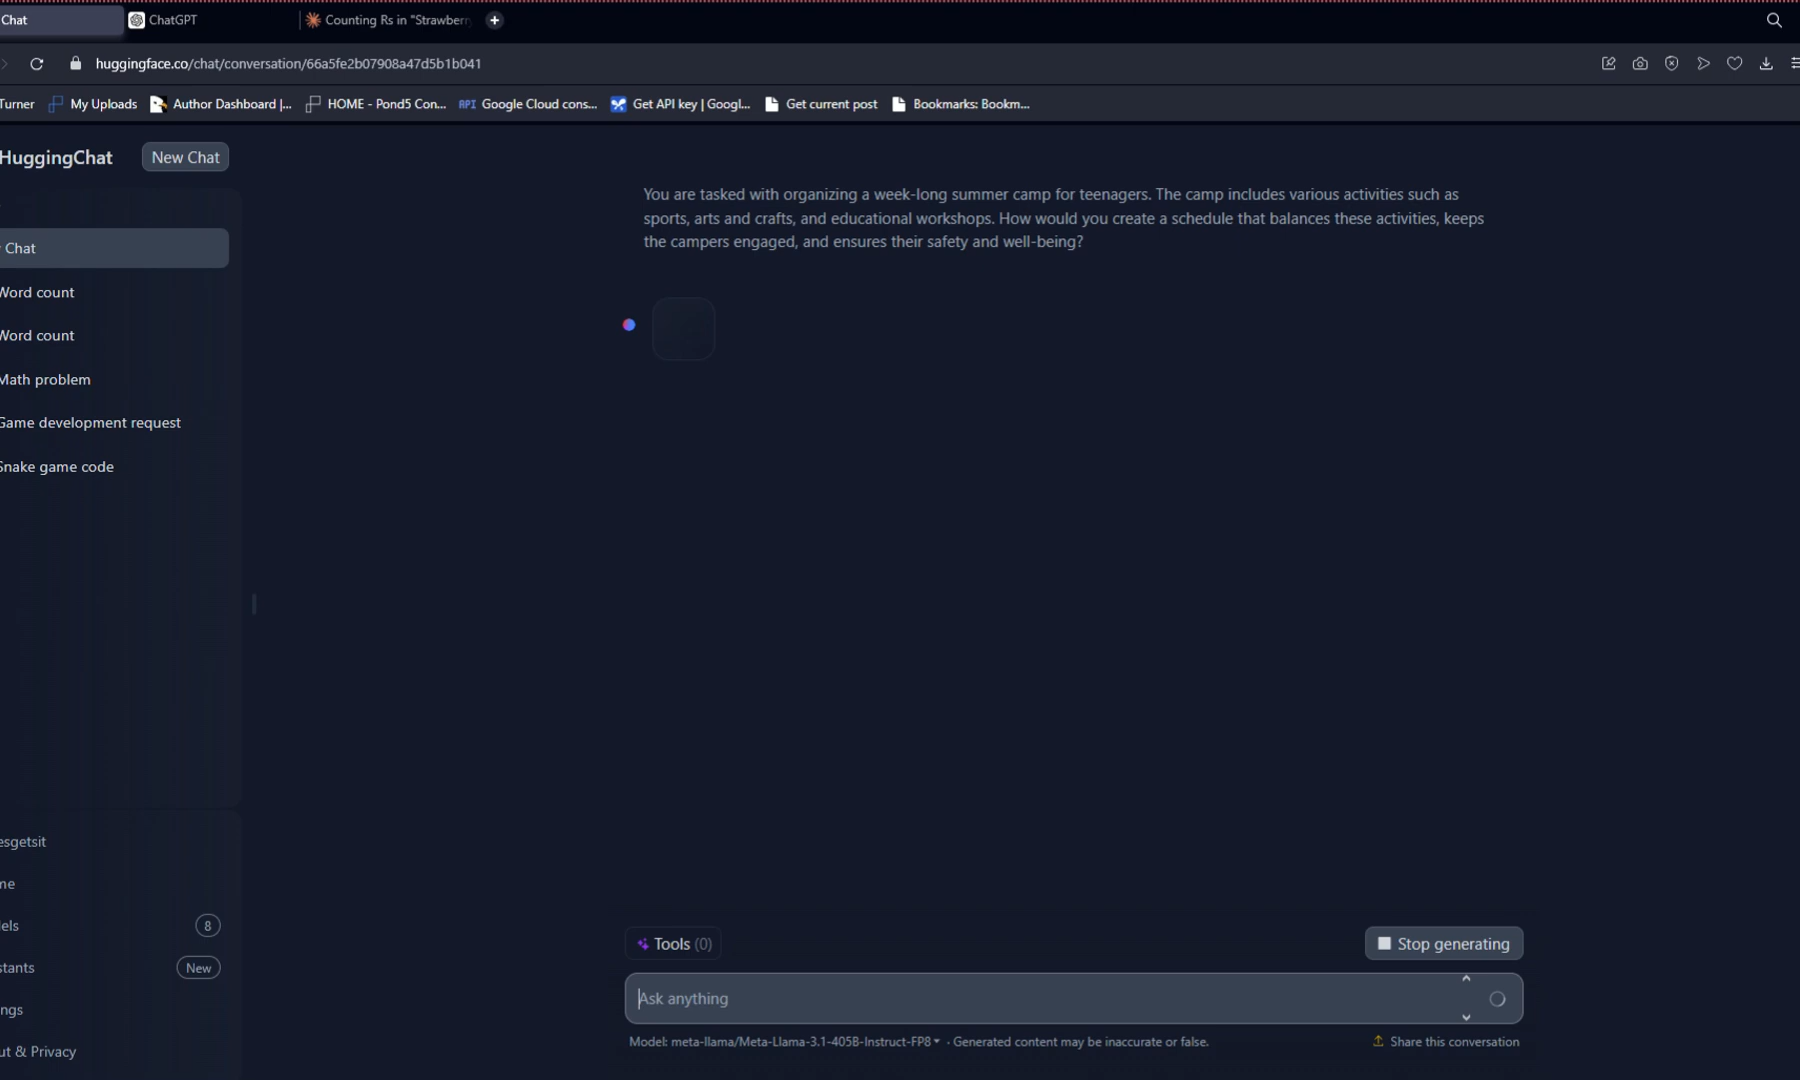 Chat
ChatGPT
Counting Rs in "Strawberry
huggingface.co/chat/conversation/66a5fe2b07908a47d5b1b041
Turner
My Uploads
Author Dashboard |...
HOME - Pond5 Con...
API Google Cloud cons...
Get API key | Googl...
Get current post
Bookmarks: Bookm...
HuggingChat
New Chat
You are tasked with organizing a week-long summer camp for teenagers. The camp includes various activities such as
sports, arts and crafts, and educational workshops. How would you create a schedule that balances these activities, keeps
the campers engaged, and ensures their safety and well-being?
Chat
Word count
Word count
Math problem
Game development request
Snake game code
esgetsit
me
els
8
stants
New
ngs
ut & Privacy
Tools (0)
Stop generating
Ask anything
Model: meta-llama/Meta-Llama-3.1-405B-Instruct-FP8 · Generated content may be inaccurate or false.
Share this conversation